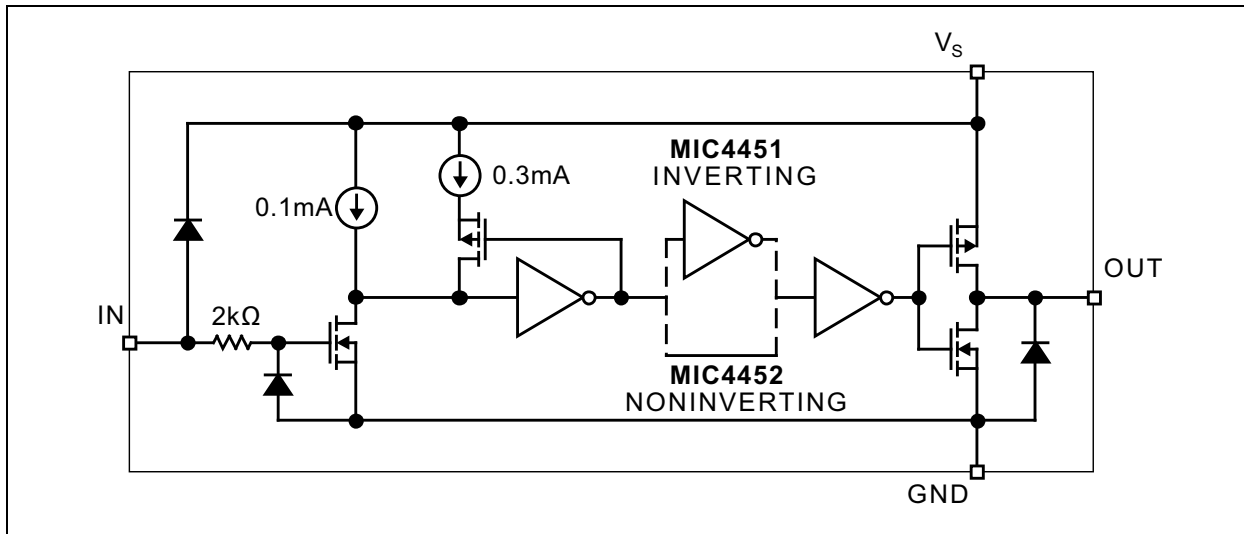 V_S
MIC4451
INVERTING
0.3mA
0.1mA
OUT
IN
2kΩ
MIC4452
NONINVERTING
GND